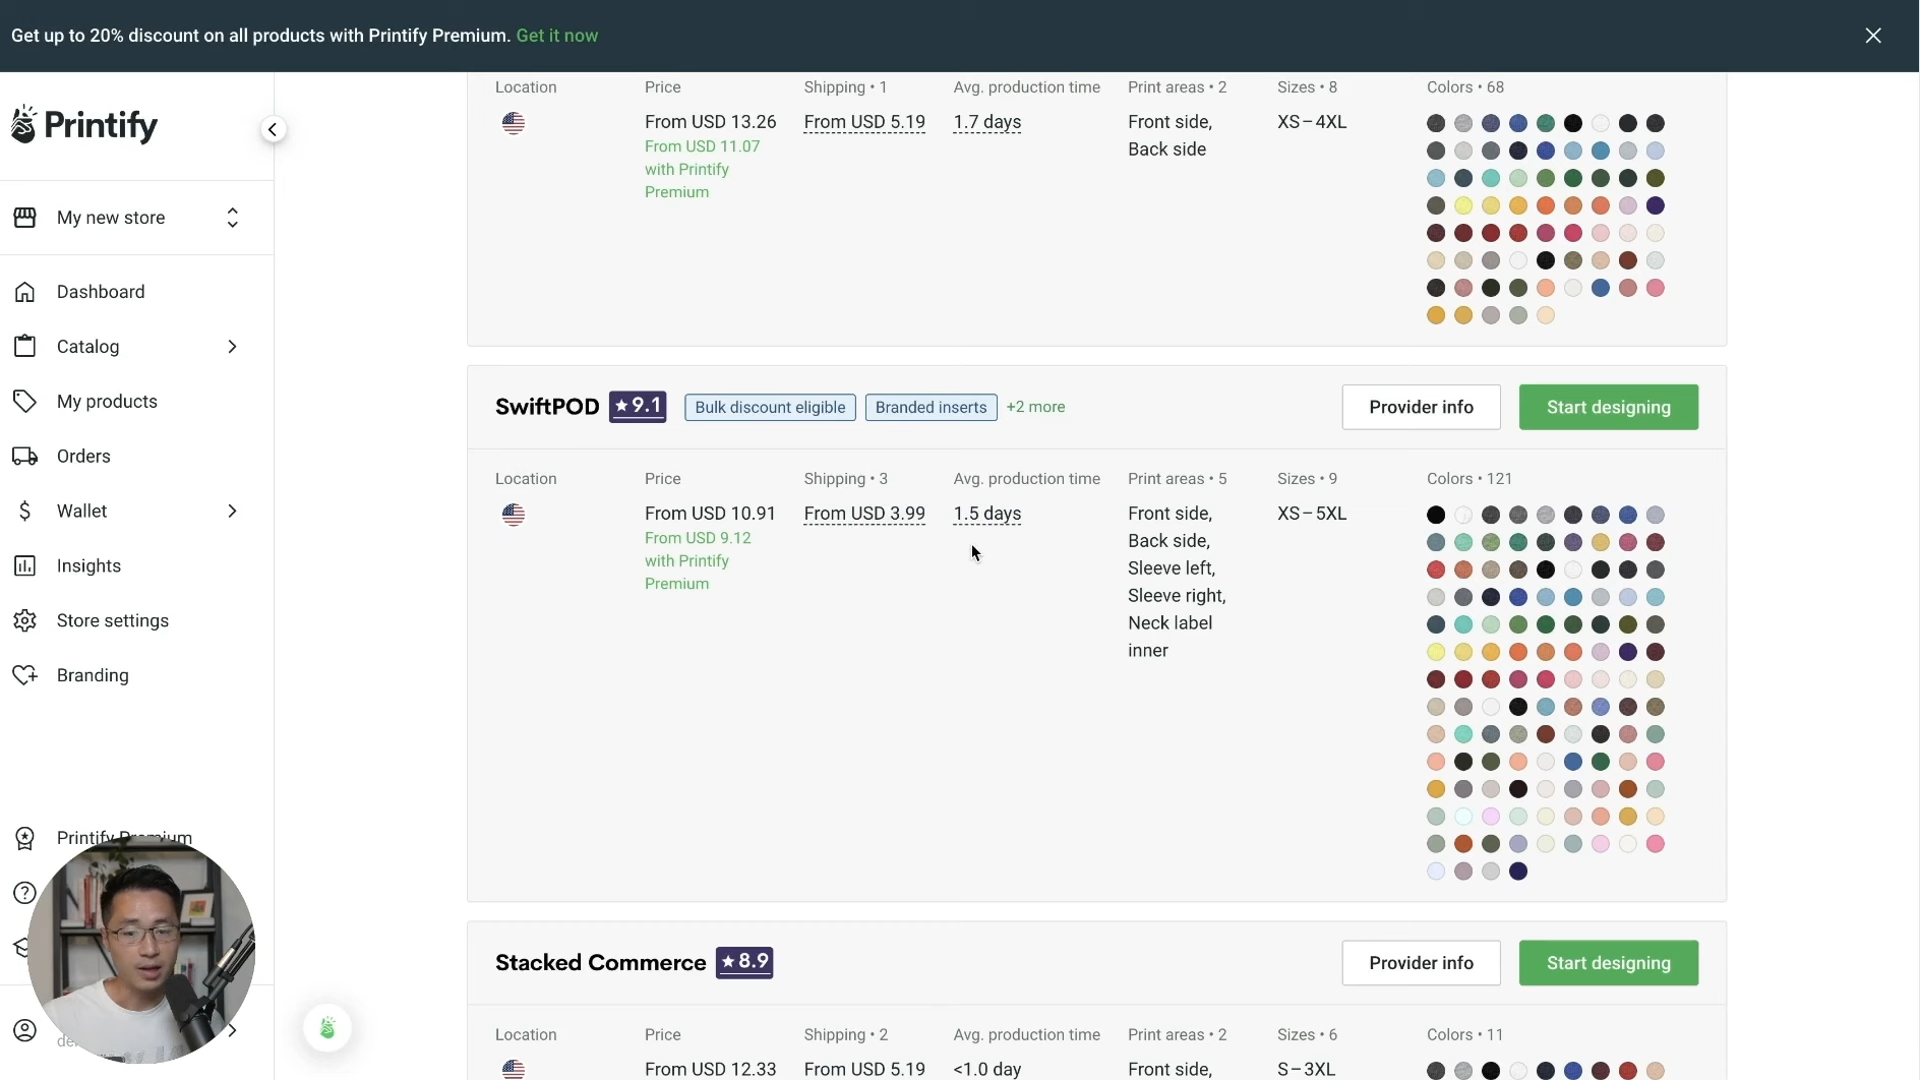 Get up to 20% discount on all products with Printify Premium. Get it now
Printify
My new store
Dashboard
Catalog
My products
Orders
Wallet
Insights
Store settings
Branding
Printify Premium
Location
Price
Shipping • 1
Avg. production time
Print areas • 2
Sizes • 8
Colors • 68
From USD 13.26
From USD 11.07
with Printify
Premium
From USD 5.19
1.7 days
Front side,
Back side
XS–4XL
SwiftPOD
9.1
Bulk discount eligible
Branded inserts
+2 more
Provider info
Start designing
Location
Price
Shipping • 3
Avg. production time
Print areas • 5
Sizes • 9
Colors • 121
From USD 10.91
From USD 9.12
with Printify
Premium
From USD 3.99
1.5 days
Front side,
Back side,
Sleeve left,
Sleeve right,
Neck label
inner
XS–5XL
Stacked Commerce
8.9
Provider info
Start designing
Location
Price
Shipping • 2
Avg. production time
Print areas • 2
Sizes • 6
Colors • 11
From USD 12.33
From USD 5.19
<1.0 day
Front side,
S–3XL